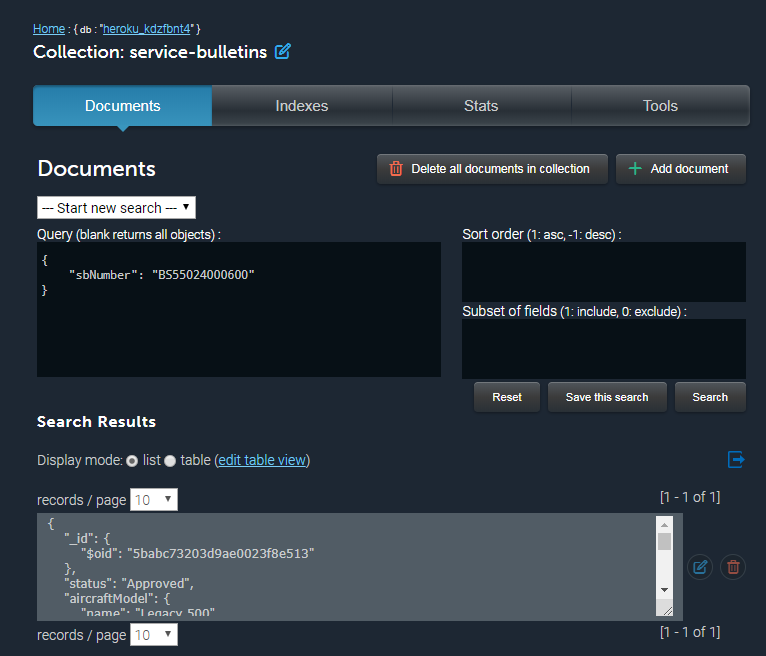 Home : { db : "heroku_kdzfbnt4" }
Collection: service-bulletins
Documents Indexes Stats Tools
Documents
Delete all documents in collection
Add document
--- Start new search ---
Query (blank returns all objects) :
{
"sbNumber": "BS55024000600"
}
Sort order (1: asc, -1: desc) :
Subset of fields (1: include, 0: exclude) :
Reset Save this search Search
Search Results
Display mode: list table (edit table view)
records / page 10 [1 - 1 of 1]
{
"_id": {
"$oid": "5babc73203d9ae0023f8e513"
},
"status": "Approved",
"aircraftModel": {
"name": "Legacy 500"
records / page 10 [1 - 1 of 1]